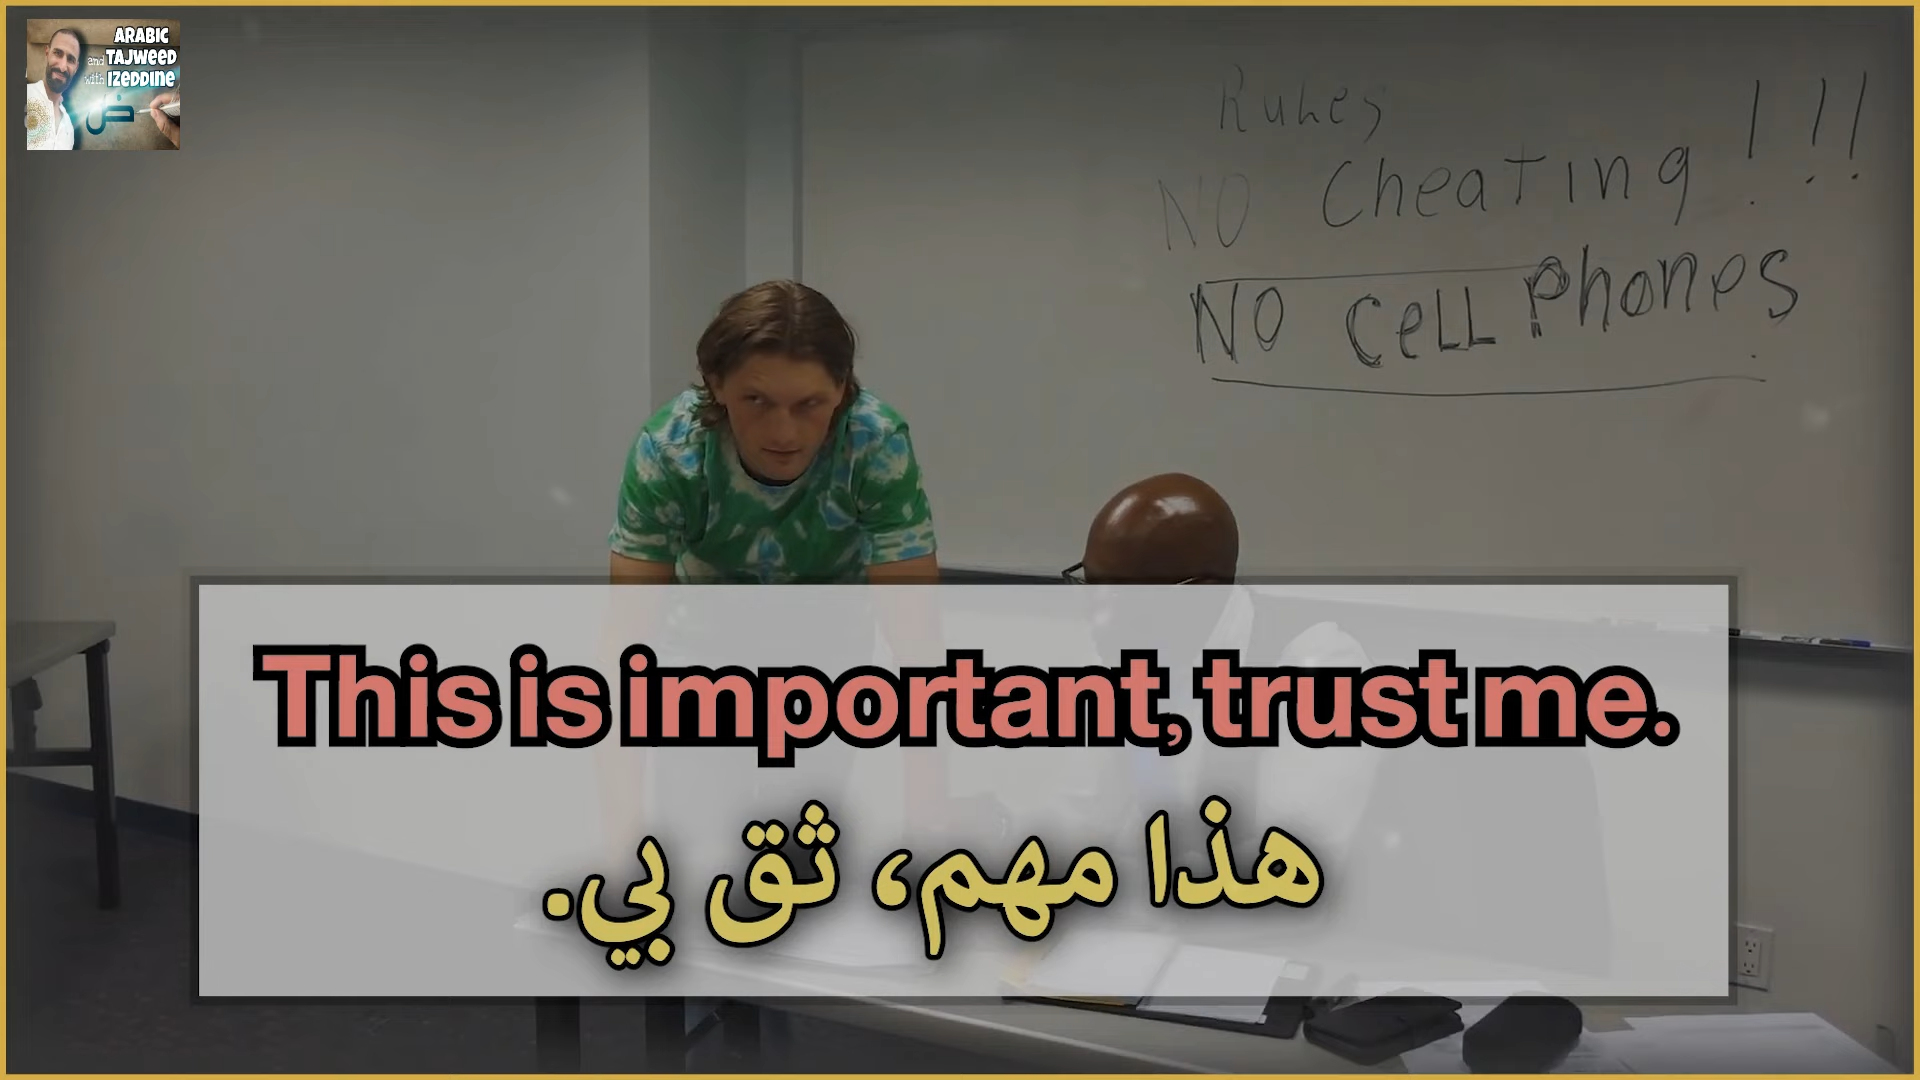 ARABIC
and TAJWEED
with IZEDDINE
ض
Rules
NO Cheating !!!
NO Cell Phones
This is important, trust me.
هذا مهم، ثق بي.